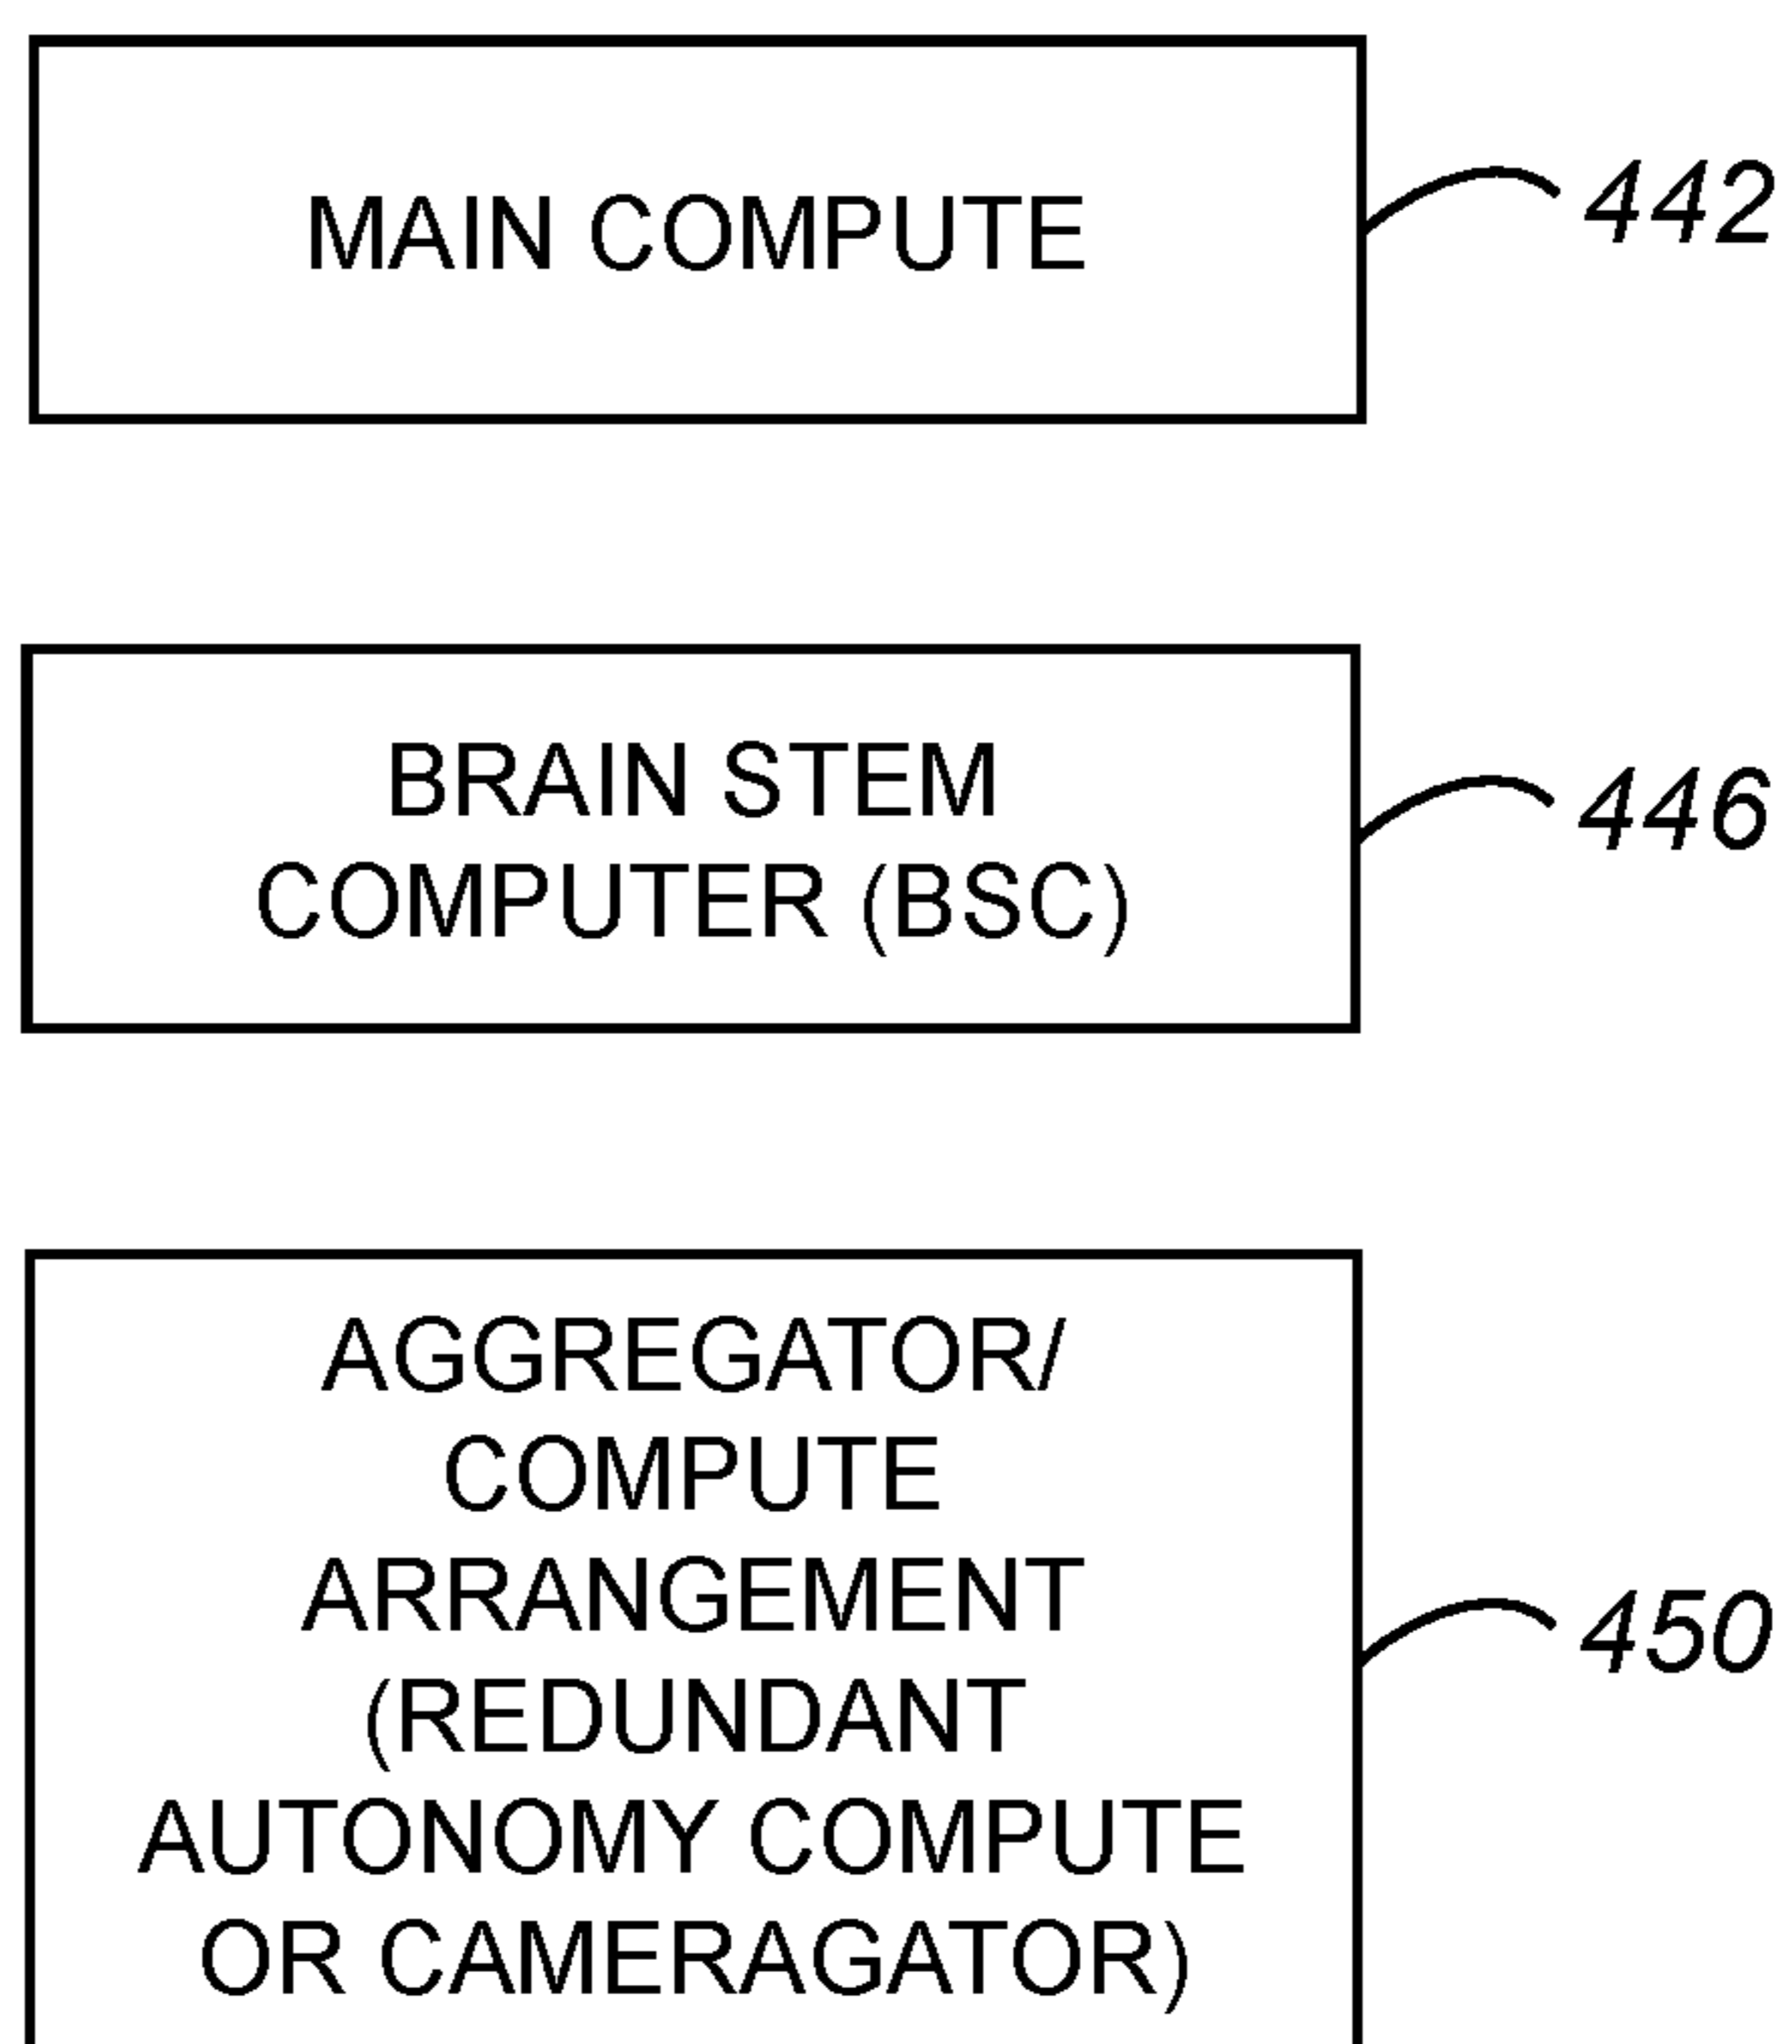 MAIN COMPUTE
442
BRAIN STEM
COMPUTER (BSC)
446
AGGREGATOR/
COMPUTE
ARRANGEMENT
(REDUNDANT
AUTONOMY COMPUTE
OR CAMERAGATOR)
450